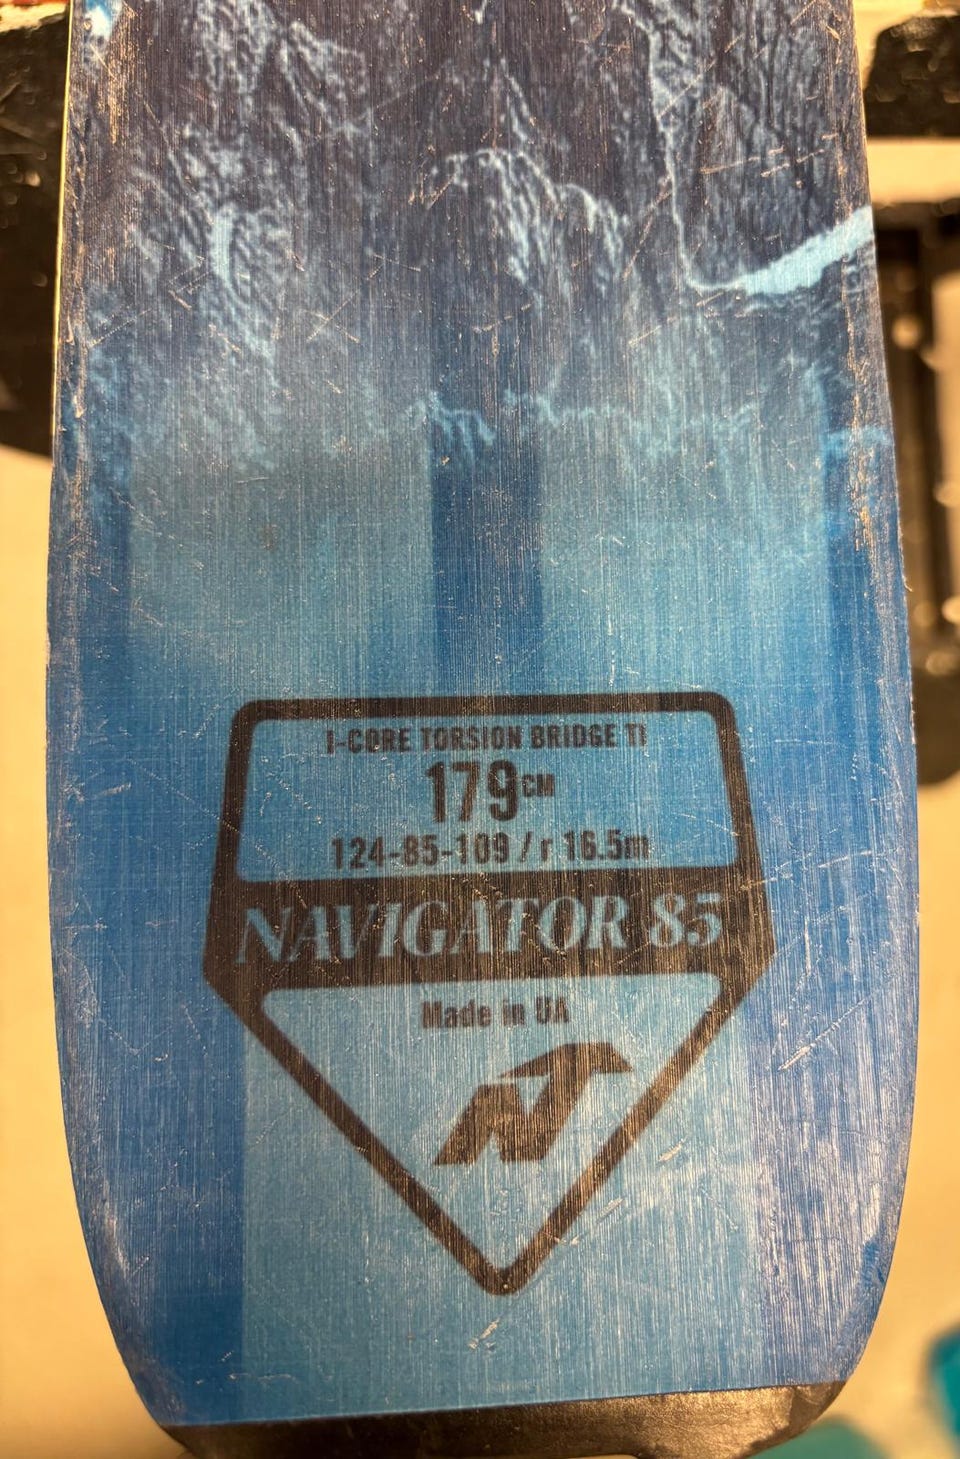 I-CORE TORSION BRIDGE TI
179CM
124-85-109 / r 16.5m
NAVIGATOR 85
Made in UA
N